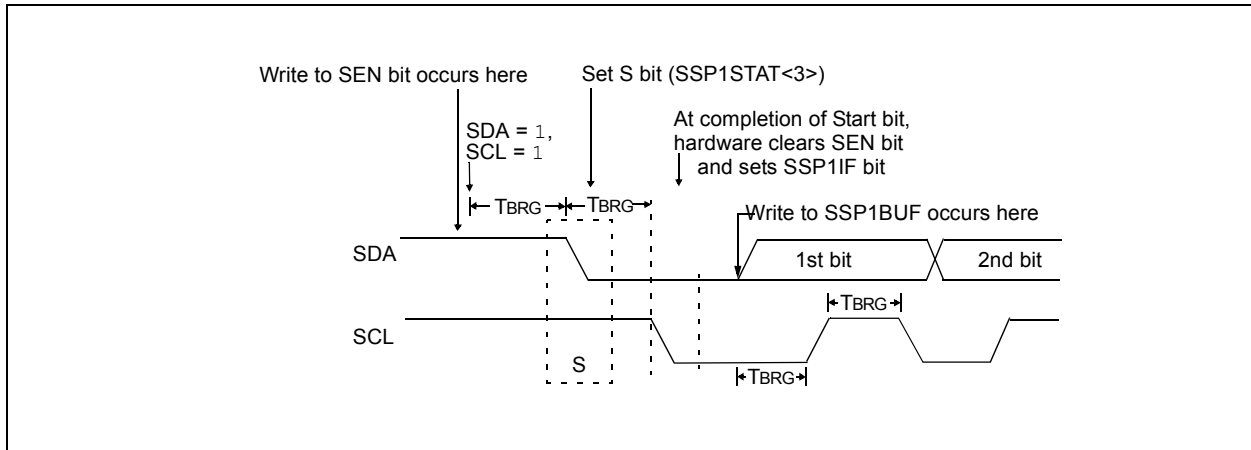 Write to SEN bit occurs here
Set S bit (SSP1STAT<3>)
SDA = 1,
SCL = 1
At completion of Start bit,
hardware clears SEN bit
and sets SSP1IF bit
TBRG
TBRG
Write to SSP1BUF occurs here
SDA
1st bit
2nd bit
TBRG
SCL
S
TBRG